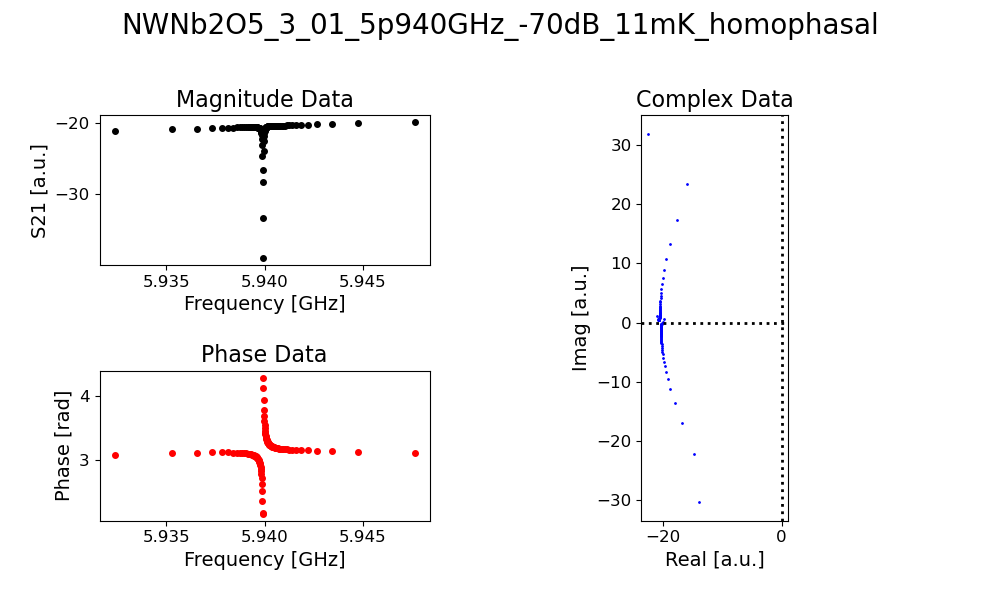 NWNb2O5_3_01_5p940GHz_-70dB_11mK_homophasal
Magnitude Data
S21 [a.u.]
−20
−30
5.935 5.940 5.945
Frequency [GHz]
Phase Data
Phase [rad]
4
3
5.935 5.940 5.945
Frequency [GHz]
Complex Data
Imag [a.u.]
30
20
10
0
−10
−20
−30
−20 0
Real [a.u.]